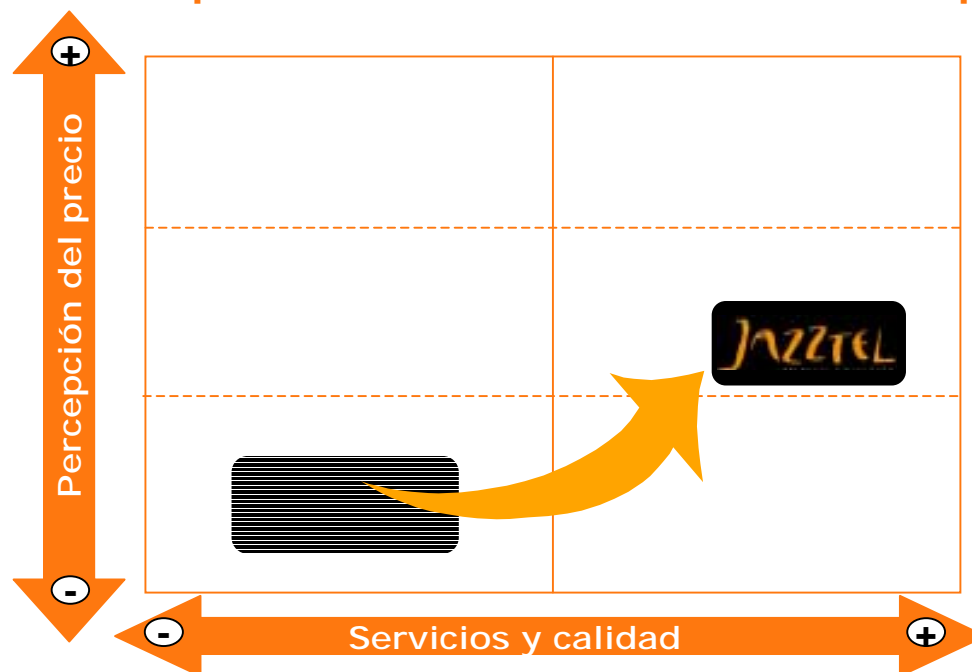 +
Percepción del precio
JAZZTEL
-
-
Servicios y calidad
+